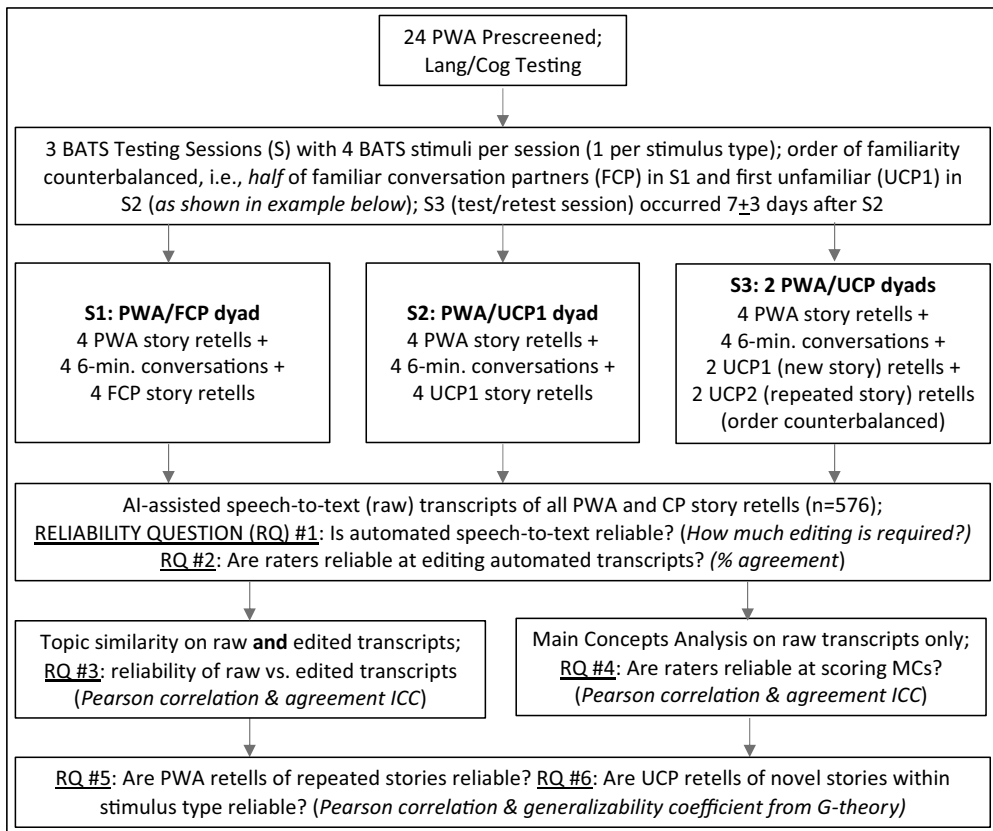 24 PWA Prescreened;
Lang/Cog Testing
3 BATS Testing Sessions (S) with 4 BATS stimuli per session (1 per stimulus type); order of familiarity
counterbalanced, i.e., half of familiar conversation partners (FCP) in S1 and first unfamiliar (UCP1) in
S2 (as shown in example below); S3 (test/retest session) occurred 7±3 days after S2
S1: PWA/FCP dyad
4 PWA story retells +
4 6-min. conversations +
4 FCP story retells
S2: PWA/UCP1 dyad
4 PWA story retells +
4 6-min. conversations +
4 UCP1 story retells
S3: 2 PWA/UCP dyads
4 PWA story retells +
4 6-min. conversations +
2 UCP1 (new story) retells +
2 UCP2 (repeated story) retells
(order counterbalanced)
AI-assisted speech-to-text (raw) transcripts of all PWA and CP story retells (n=576);
RELIABILITY QUESTION (RQ) #1: Is automated speech-to-text reliable? (How much editing is required?)
RQ #2: Are raters reliable at editing automated transcripts? (% agreement)
Topic similarity on raw and edited transcripts;
RQ #3: reliability of raw vs. edited transcripts
(Pearson correlation & agreement ICC)
Main Concepts Analysis on raw transcripts only;
RQ #4: Are raters reliable at scoring MCs?
(Pearson correlation & agreement ICC)
RQ #5: Are PWA retells of repeated stories reliable? RQ #6: Are UCP retells of novel stories within
stimulus type reliable? (Pearson correlation & generalizability coefficient from G-theory)